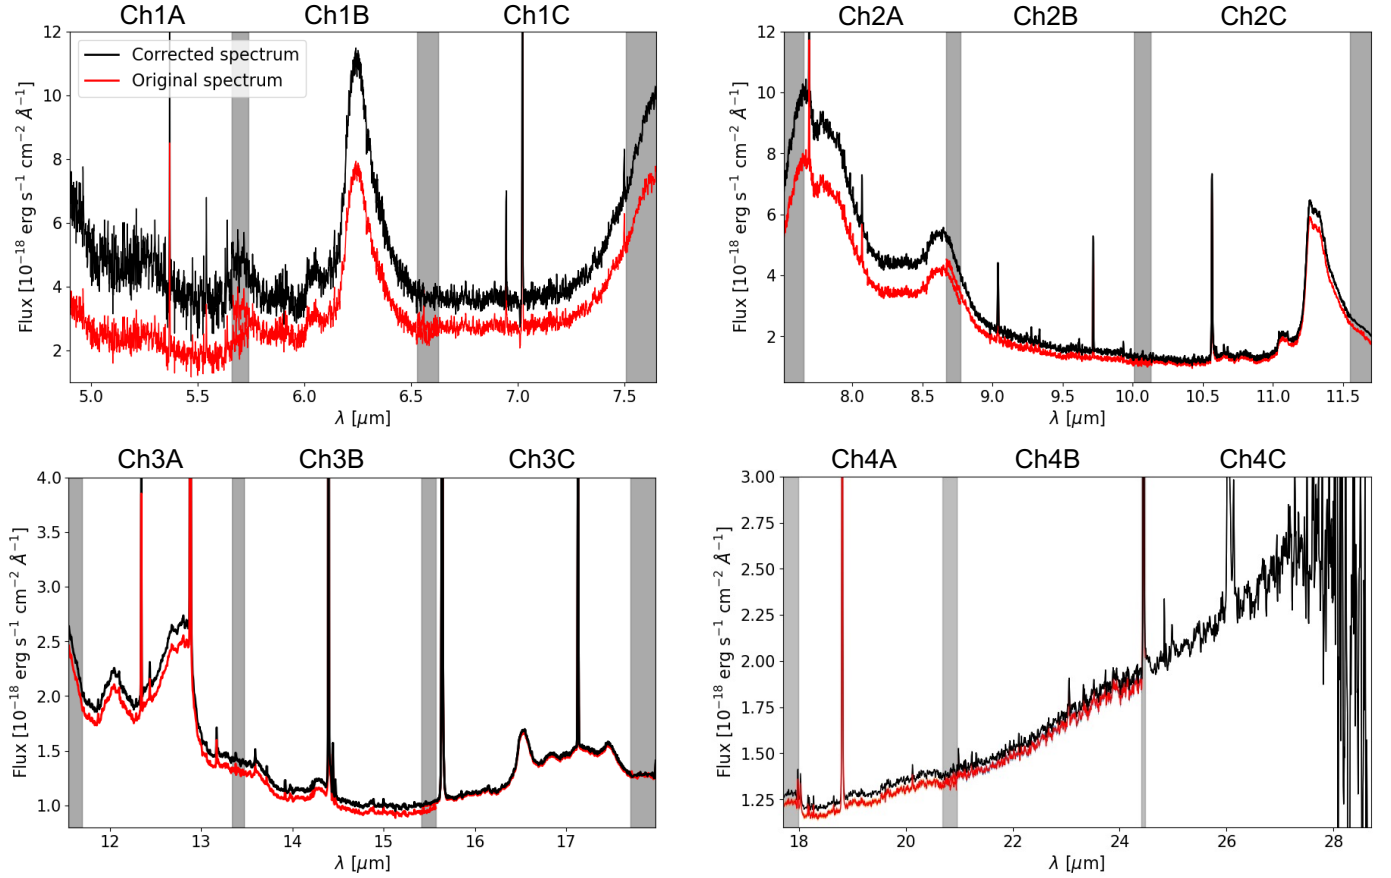 Ch1A Ch1B Ch1C
12
10
8
6
4
2
Flux [10⁻¹⁸ erg s⁻¹ cm⁻² Å⁻¹]
Corrected spectrum
Original spectrum
5.0 5.5 6.0 6.5 7.0 7.5
λ [μm]
Ch2A Ch2B Ch2C
12
10
8
6
4
2
Flux [10⁻¹⁸ erg s⁻¹ cm⁻² Å⁻¹]
8.0 8.5 9.0 9.5 10.0 10.5 11.0 11.5
λ [μm]
Ch3A Ch3B Ch3C
4.0
3.5
3.0
2.5
2.0
1.5
1.0
Flux [10⁻¹⁸ erg s⁻¹ cm⁻² Å⁻¹]
12 13 14 15 16 17
λ [μm]
Ch4A Ch4B Ch4C
3.00
2.75
2.50
2.25
2.00
1.75
1.50
1.25
Flux [10⁻¹⁸ erg s⁻¹ cm⁻² Å⁻¹]
18 20 22 24 26 28
λ [μm]